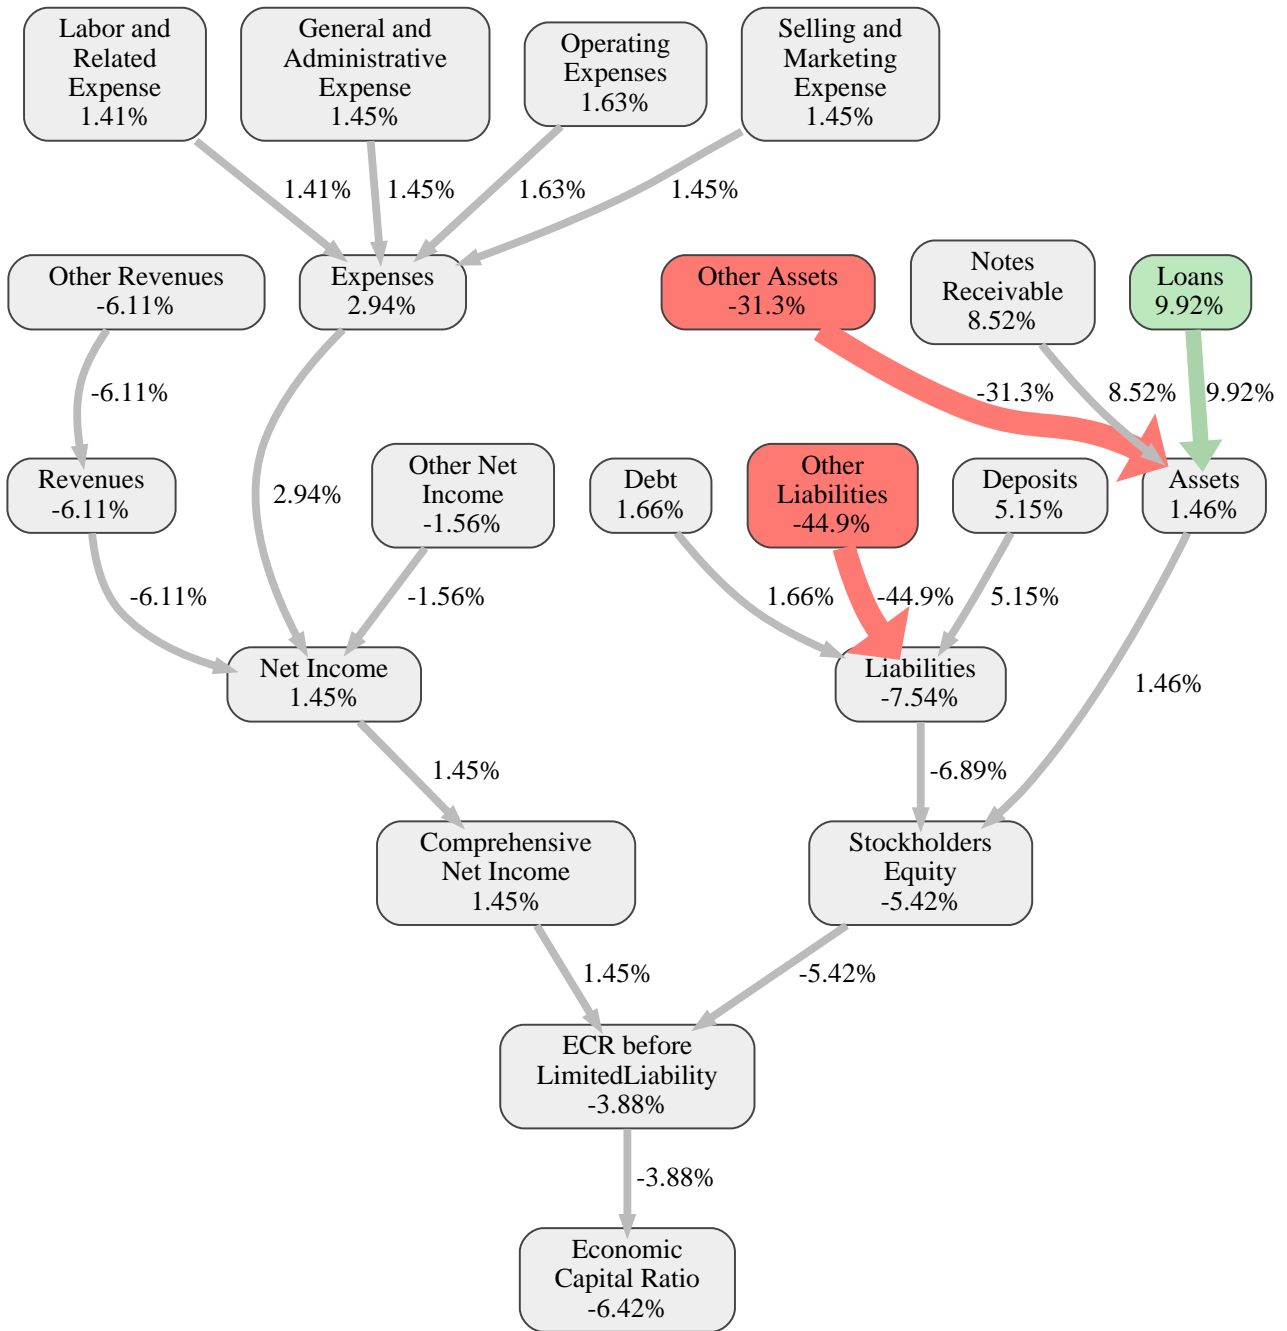 Labor and
Related
Expense
1.41%
General and
Administrative
Expense
1.45%
Operating
Expenses
1.63%
Selling and
Marketing
Expense
1.45%
1.41%
1.45%
1.63%
1.45%
Other Revenues
-6.11%
Expenses
2.94%
Other Assets
-31.3%
Notes
Receivable
8.52%
Loans
9.92%
-6.11%
2.94%
-31.3%
8.52%
9.92%
Revenues
-6.11%
Other Net
Income
-1.56%
Debt
1.66%
Other
Liabilities
-44.9%
Deposits
5.15%
Assets
1.46%
-6.11%
-1.56%
1.66%
-44.9%
5.15%
1.46%
Net Income
1.45%
Liabilities
-7.54%
1.45%
-6.89%
Comprehensive
Net Income
1.45%
Stockholders
Equity
-5.42%
1.45%
-5.42%
ECR before
LimitedLiability
-3.88%
-3.88%
Economic
Capital Ratio
-6.42%